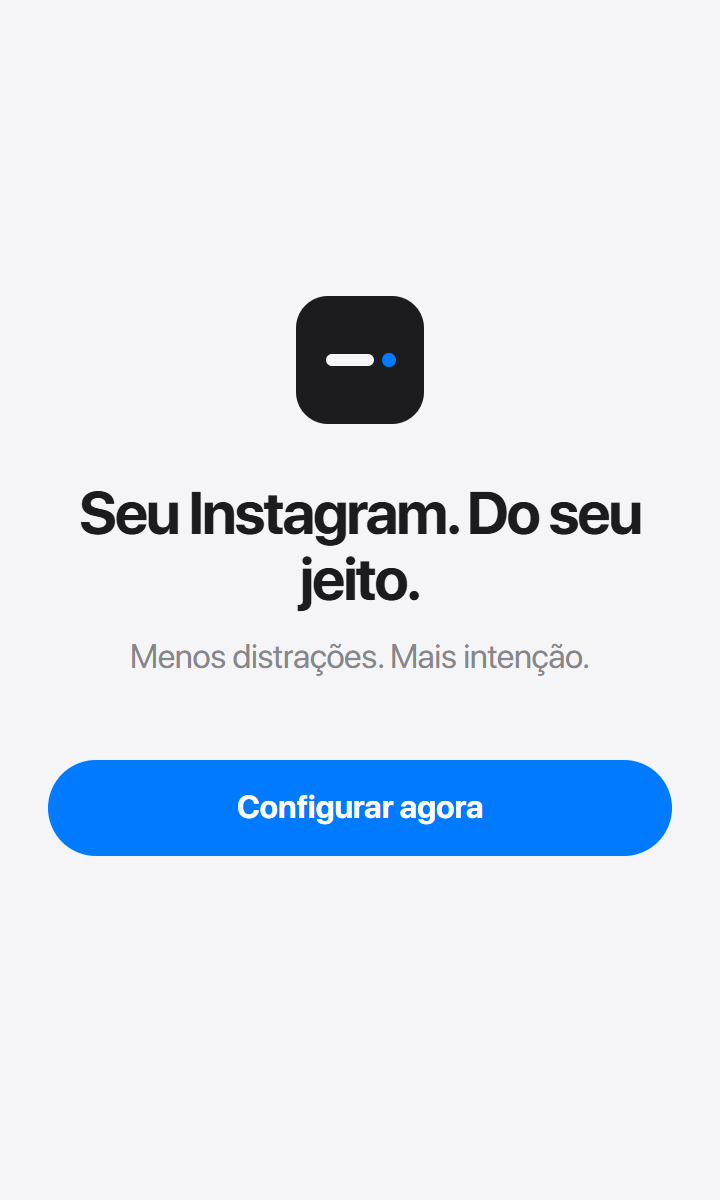 Seu Instagram. Do seu
jeito.
Menos distrações. Mais intenção.
Configurar agora